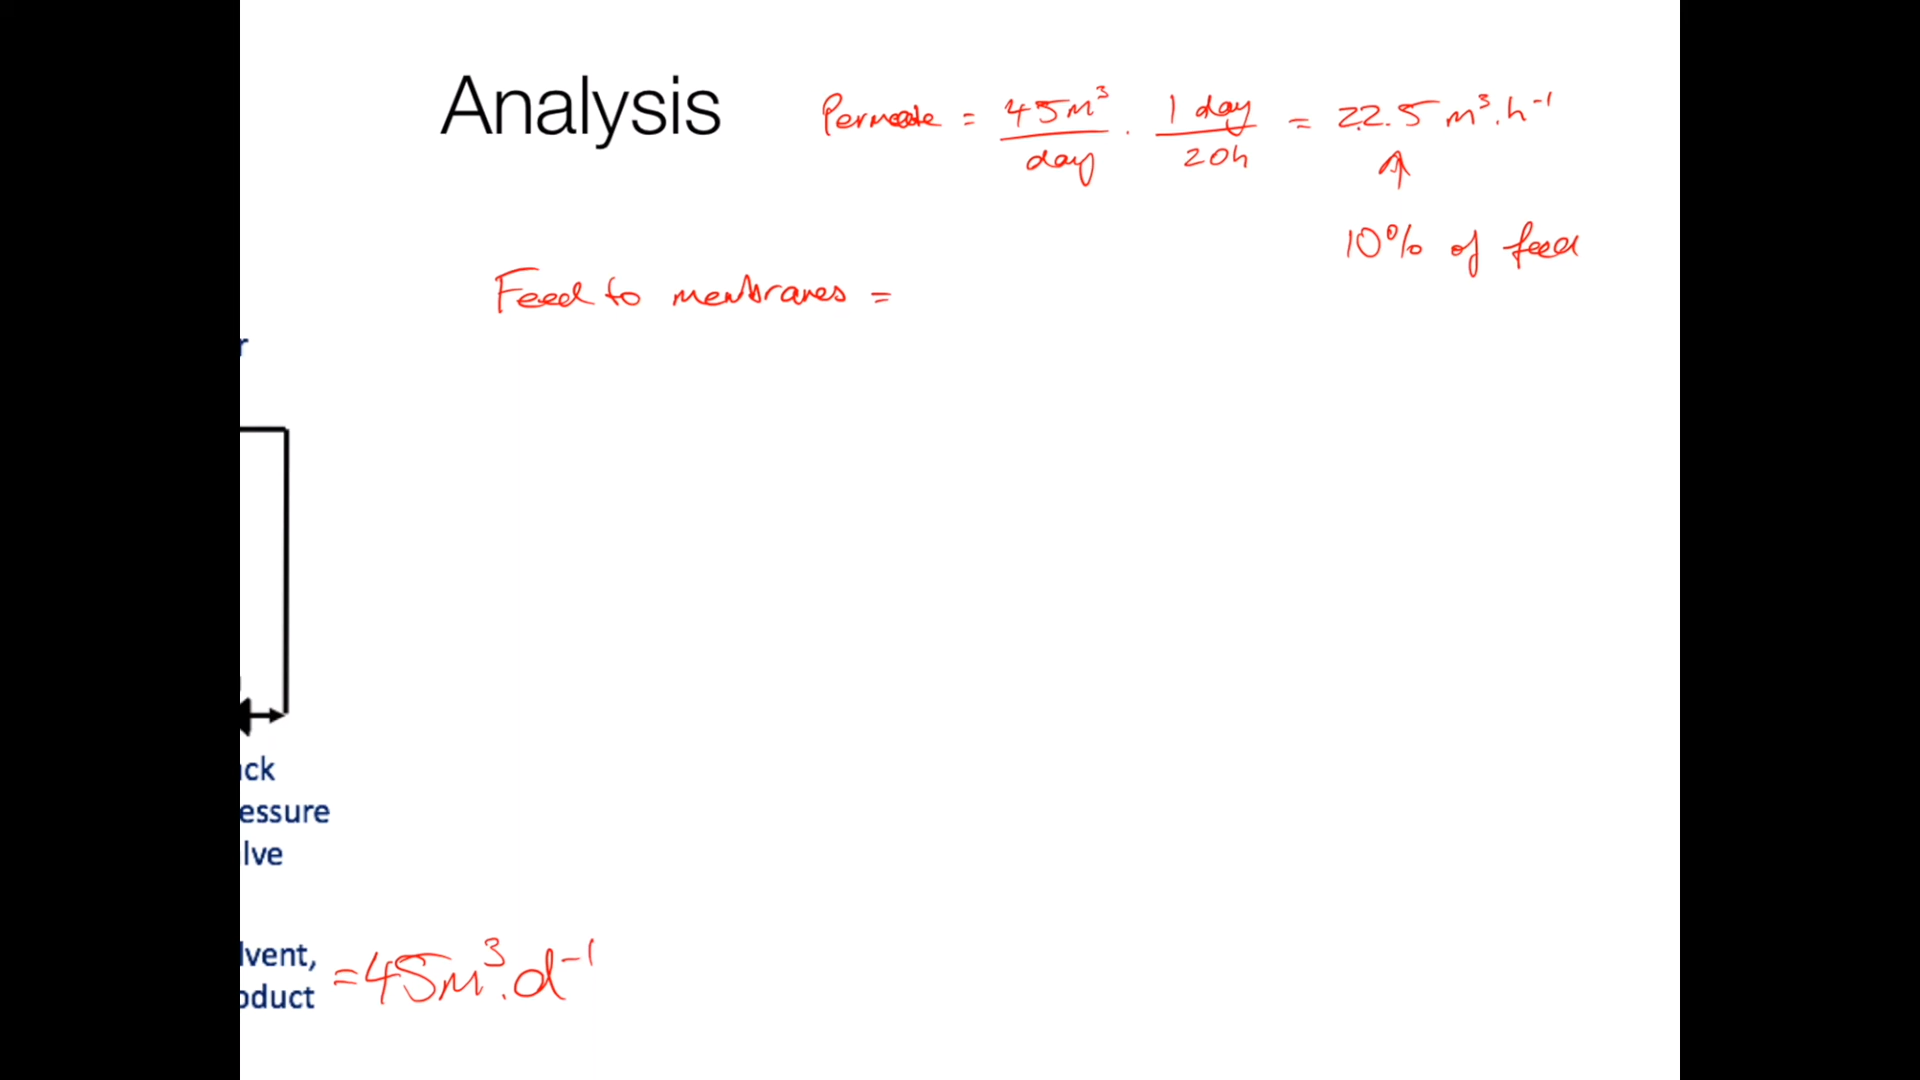 Analysis
Permeate = 45m³/day · 1 day/20h = 22.5 m³.h⁻¹
10% of feed
Feed to membranes =
r
ck
essure
lve
lvent,
oduct
= 45m³.d⁻¹